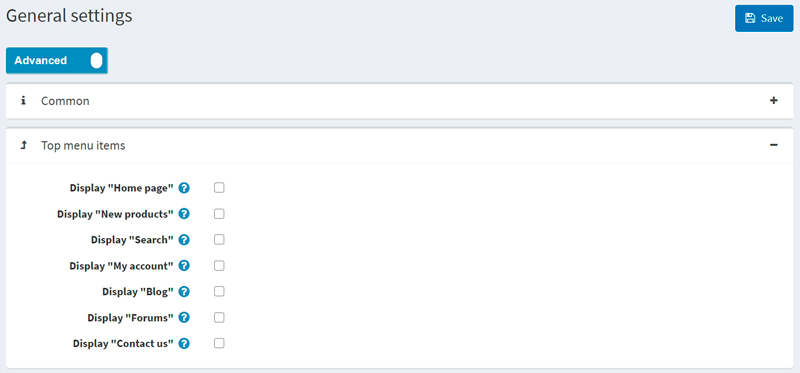 General settings
Save
Advanced
Common
Top menu items
Display "Home page"
Display "New products"
Display "Search"
Display "My account"
Display "Blog"
Display "Forums"
Display "Contact us"